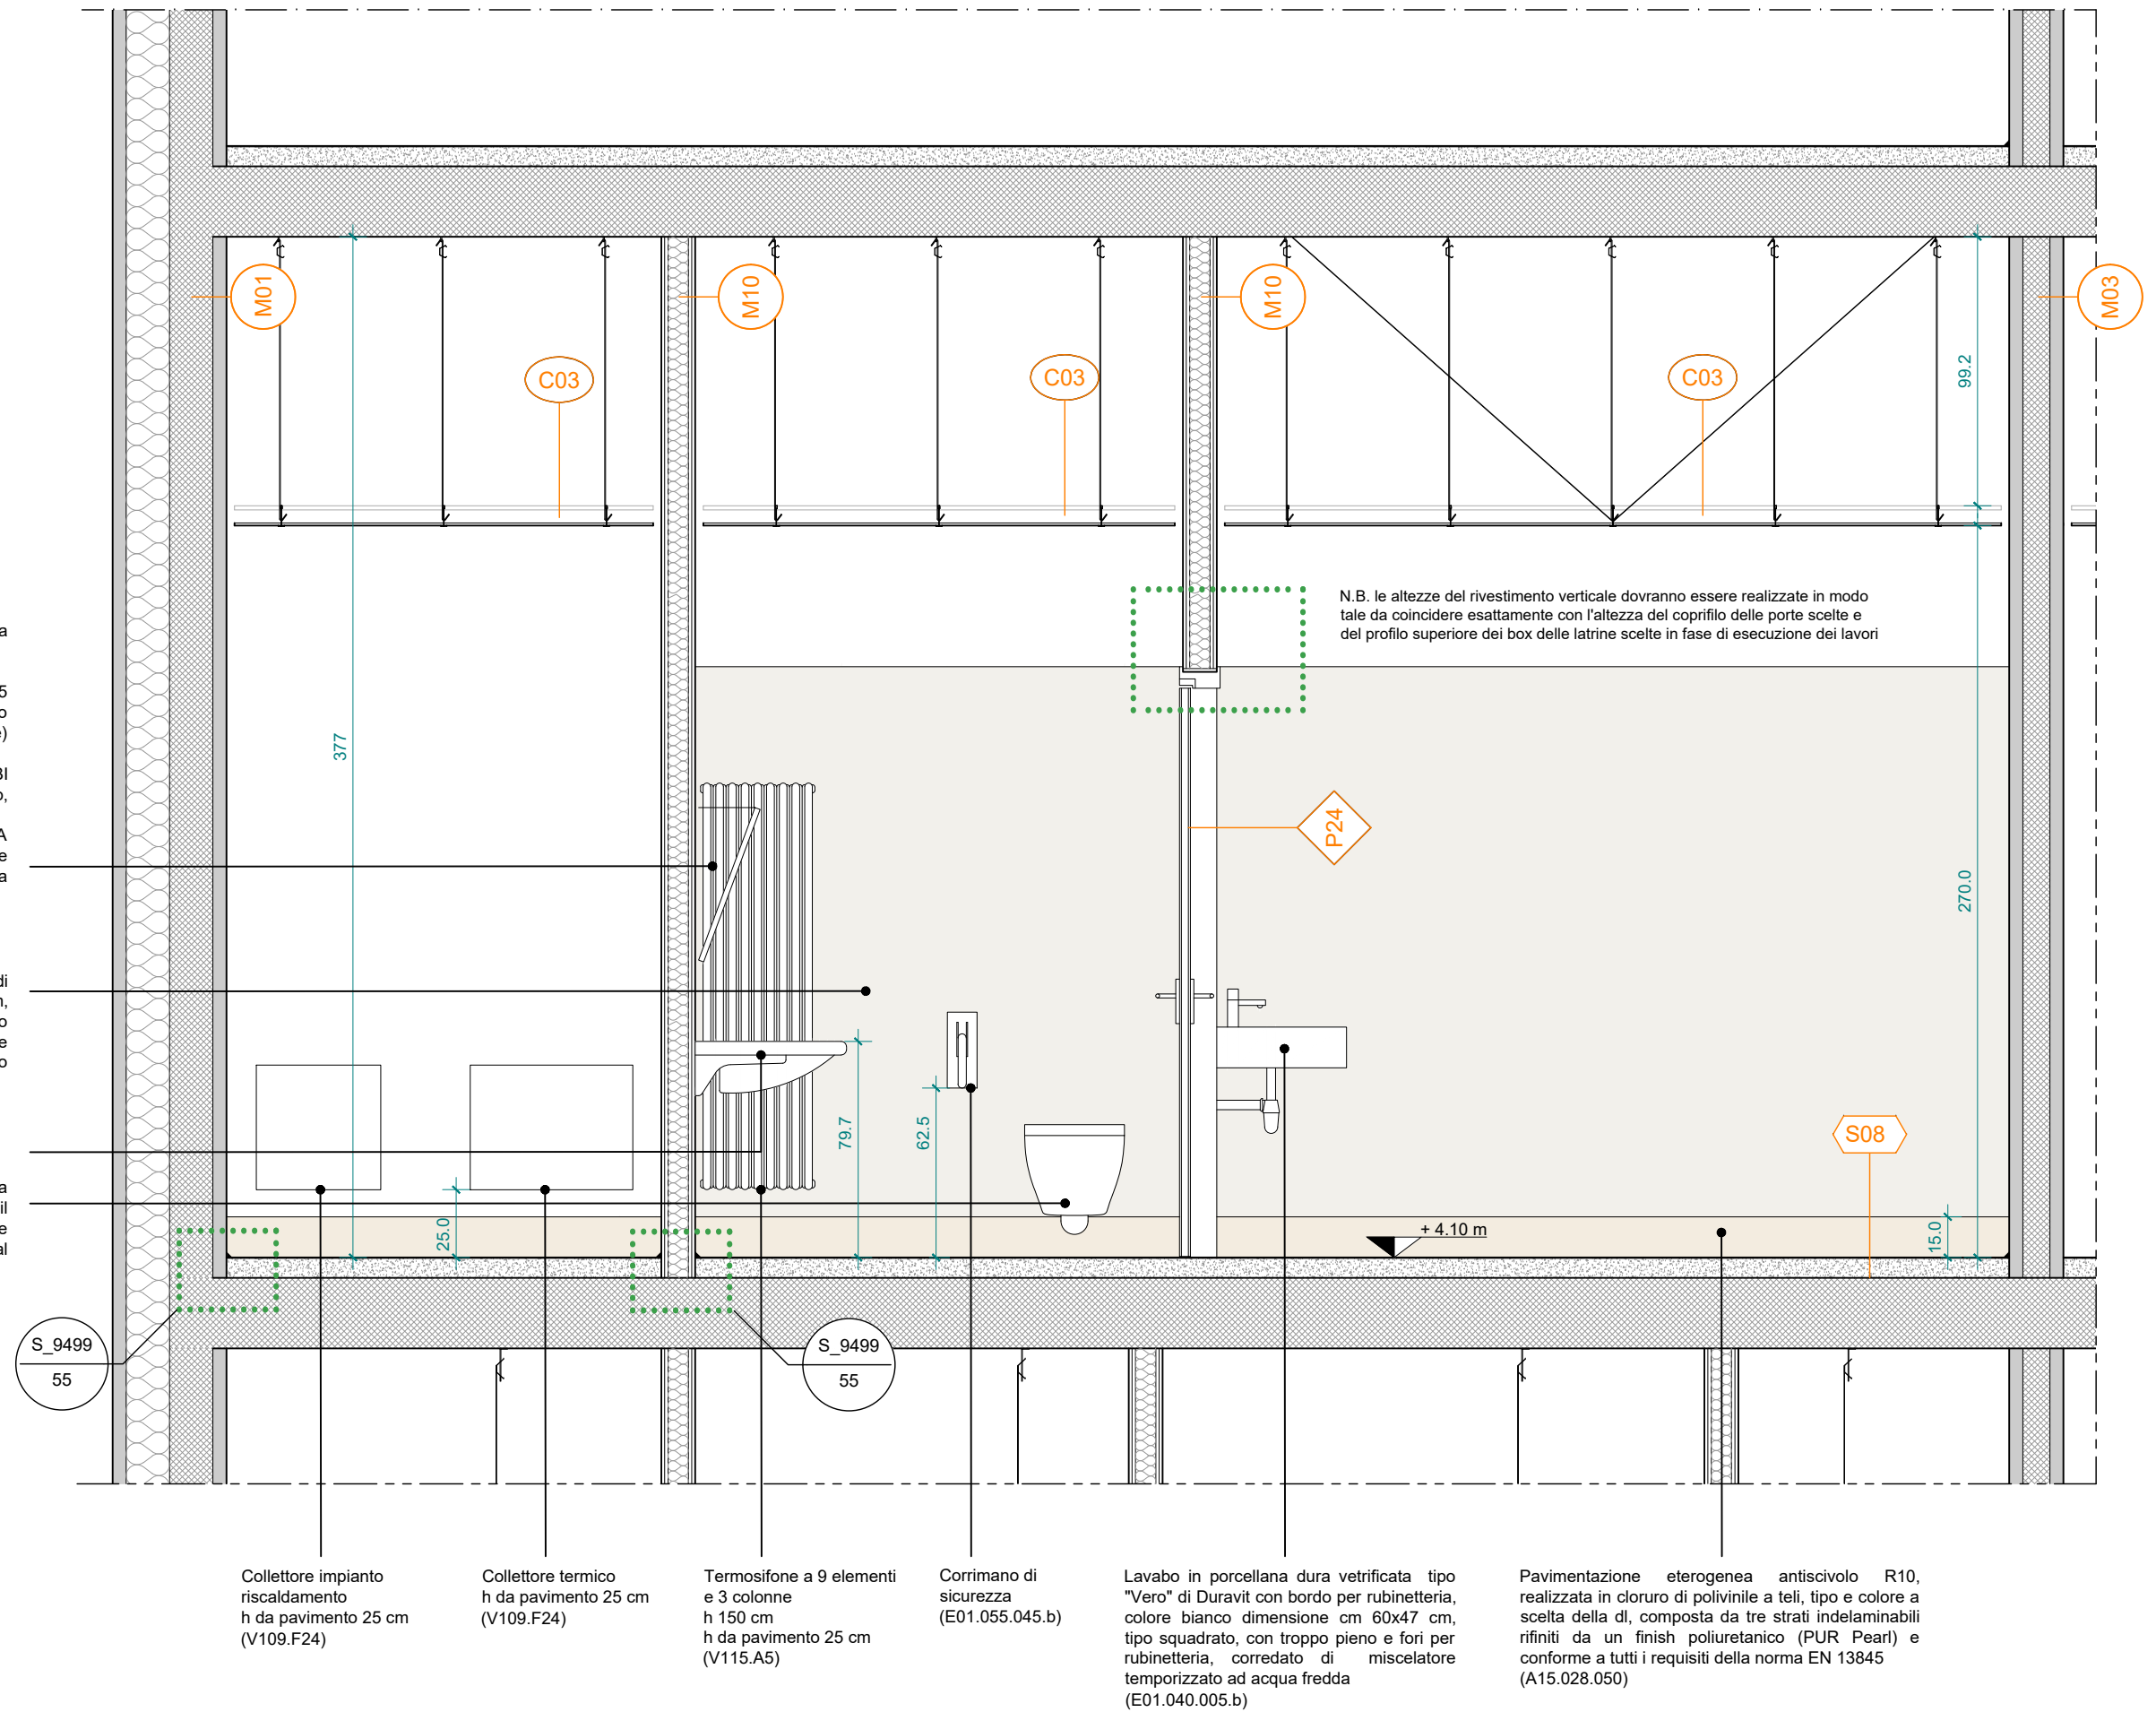 M01
M10
M10
M03
C03
C03
C03
99.2
N.B. le altezze del rivestimento verticale dovranno essere realizzate in modo
tale da coincidere esattamente con l'altezza del coprifilo delle porte scelte e
del profilo superiore dei box delle latrine scelte in fase di esecuzione dei lavori
a
5
o
e)
BI
o,
A
e
a
377
P24
270.0
di
n,
o
e
o
79.7
62.5
S08
a
il
e
al
25.0
+ 4.10 m
15.0
S_9499
55
S_9499
55
Collettore impianto
riscaldamento
h da pavimento 25 cm
(V109.F24)
Collettore termico
h da pavimento 25 cm
(V109.F24)
Termosifone a 9 elementi
e 3 colonne
h 150 cm
h da pavimento 25 cm
(V115.A5)
Corrimano di
sicurezza
(E01.055.045.b)
Lavabo in porcellana dura vetrificata tipo
"Vero" di Duravit con bordo per rubinetteria,
colore bianco dimensione cm 60x47 cm,
tipo squadrato, con troppo pieno e fori per
rubinetteria, corredato di miscelatore
temporizzato ad acqua fredda
(E01.040.005.b)
Pavimentazione eterogenea antiscivolo R10,
realizzata in cloruro di polivinile a teli, tipo e colore a
scelta della dl, composta da tre strati indelaminabili
rifiniti da un finish poliuretanico (PUR Pearl) e
conforme a tutti i requisiti della norma EN 13845
(A15.028.050)